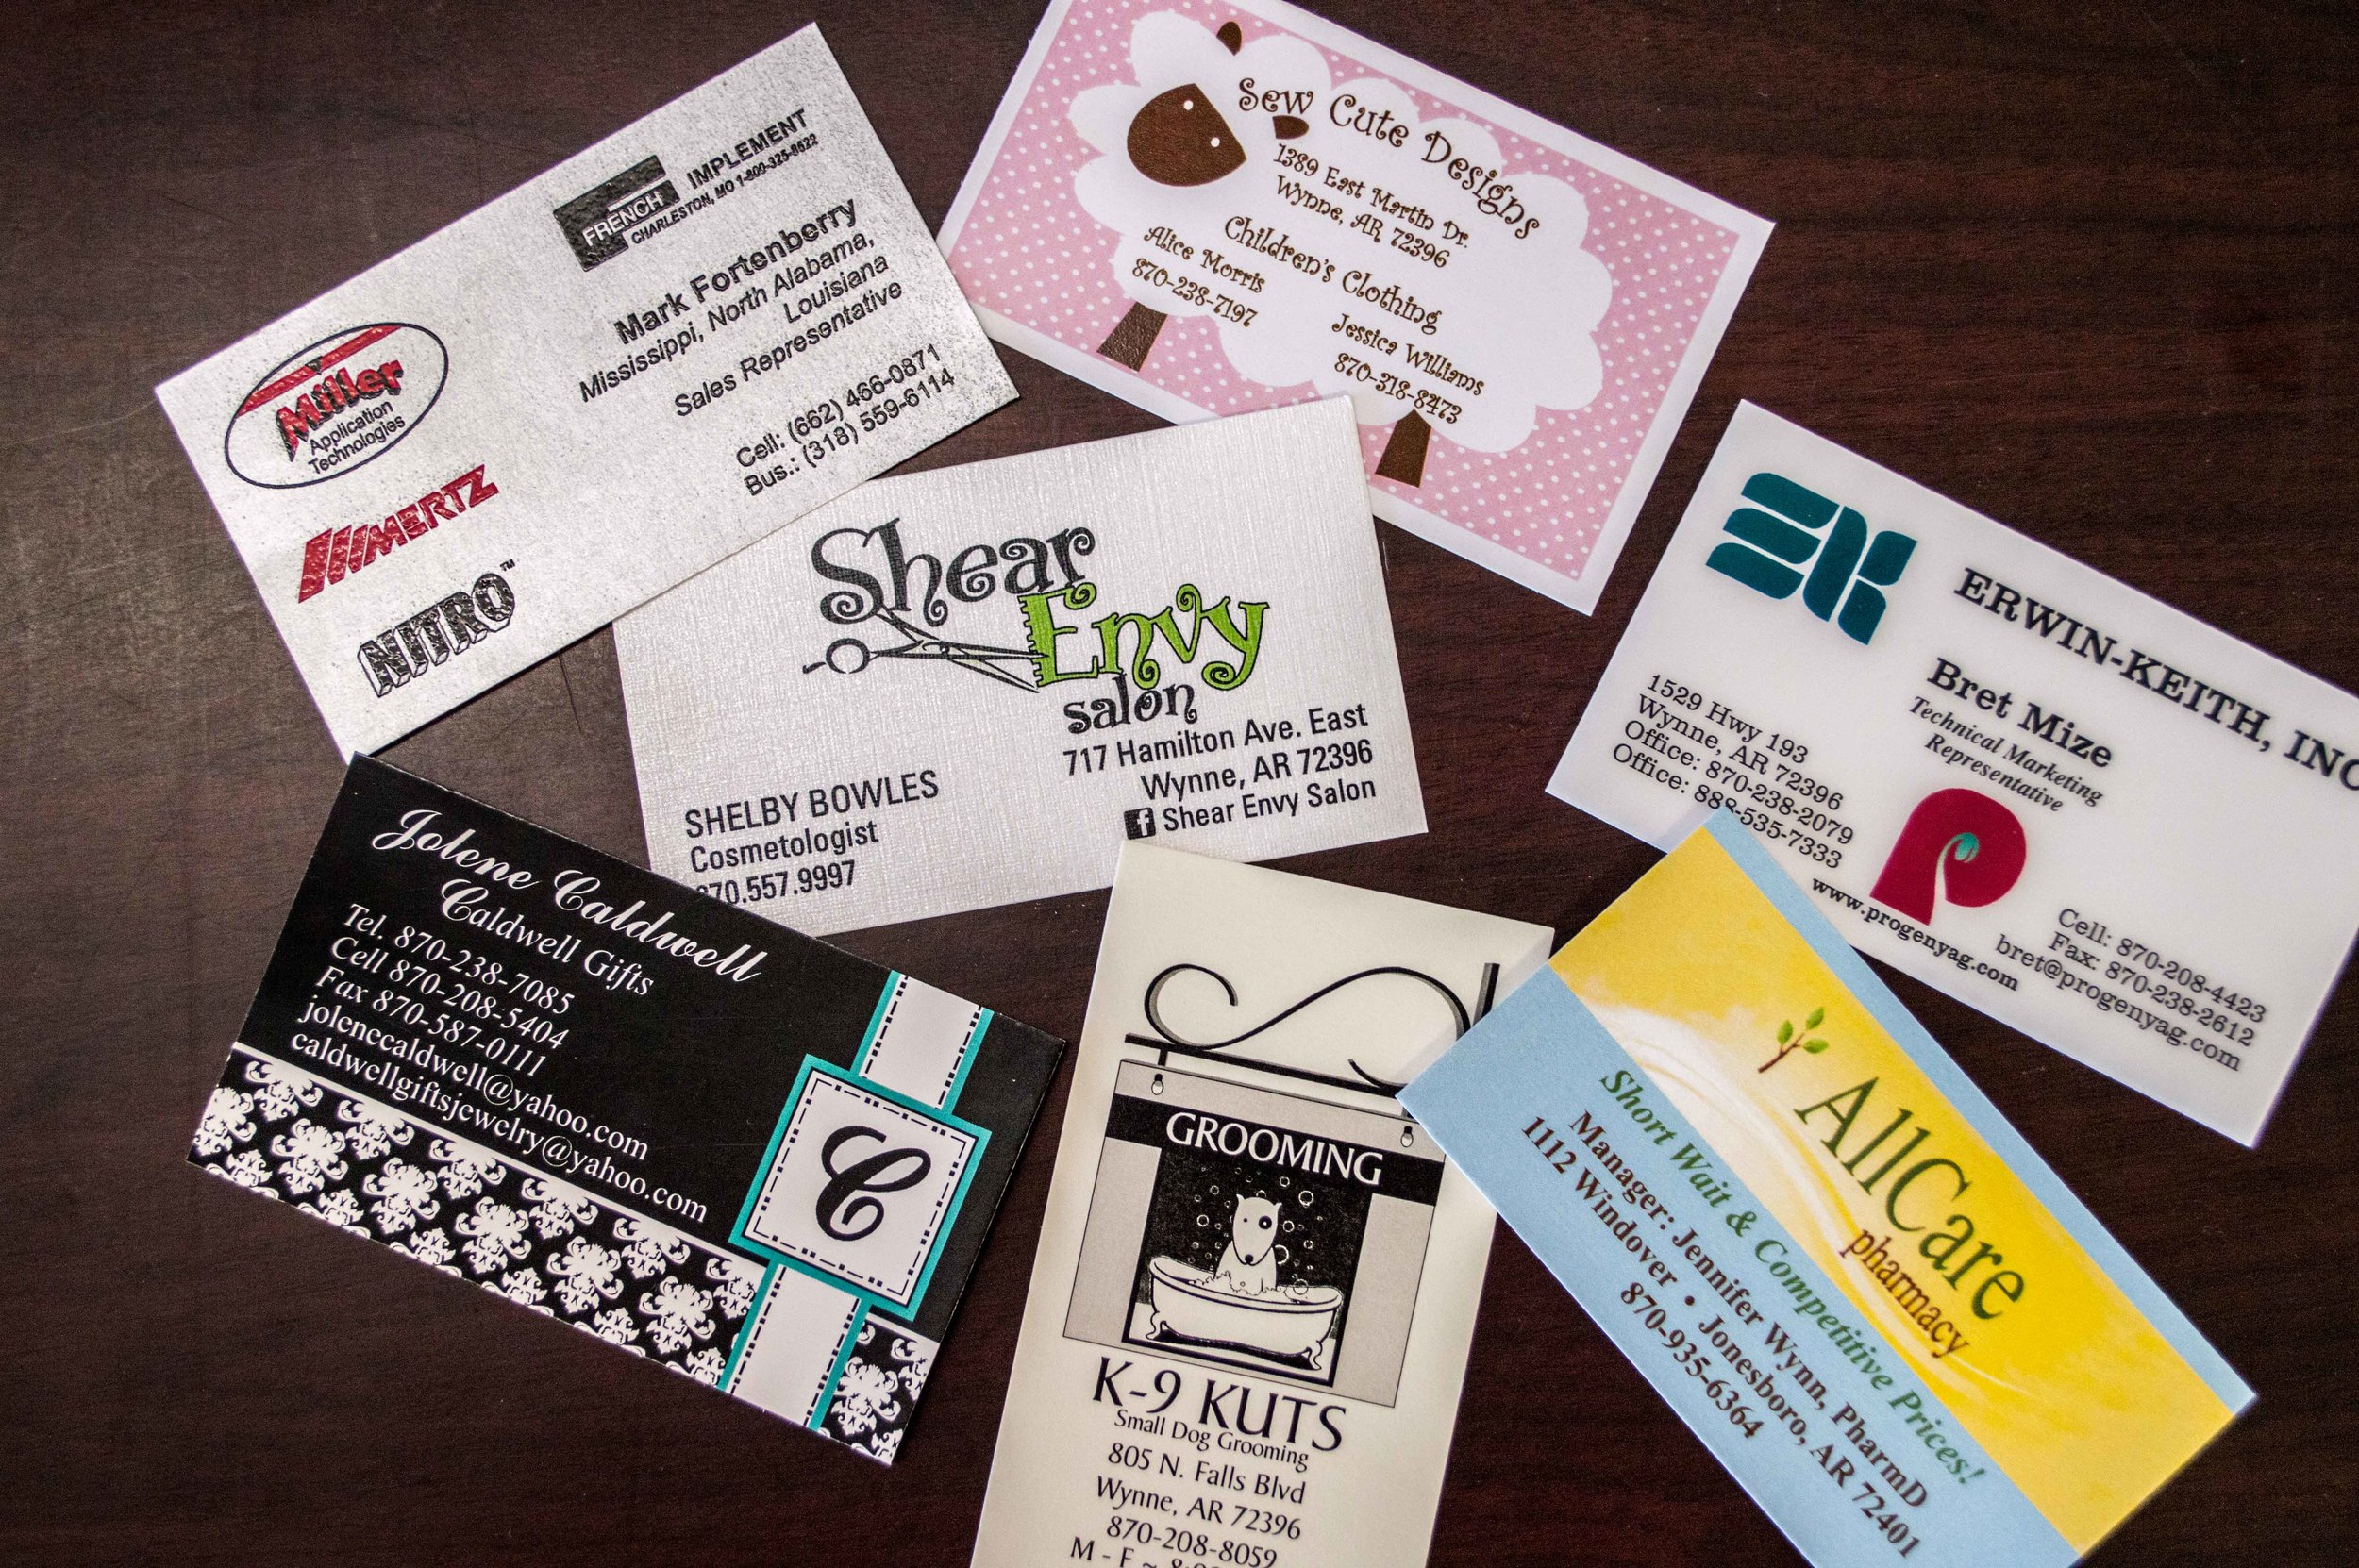 FRENCH
IMPLEMENT
CHARLESTON, MO 1-800-325-8622
Mark Fortenberry
Mississippi, North Alabama,
Louisiana
Sales Representative
Cell: (662) 466-0871
Bus.: (318) 559-6114
Miller
Application
Technologies
MERTZ
NITRO™
Sew Cute Designs
1389 East Martin Dr.
Wynne, AR 72396
Children's Clothing
Alice Morris
870-238-7197
Jessica Williams
870-318-8473
Shear
Envy
salon
717 Hamilton Ave. East
Wynne, AR 72396
f Shear Envy Salon
SHELBY BOWLES
Cosmetologist
70.557.9997
EK
ERWIN-KEITH, INC
Bret Mize
Technical Marketing
Representative
1529 Hwy 193
Wynne, AR 72396
Office: 870-238-2079
Office: 888-535-7333
P
www.progenyag.com
Cell: 870-208-4423
Fax: 870-238-2612
bret@progenyag.com
Jolene Caldwell
Caldwell Gifts
Tel. 870-238-7085
Cell 870-208-5404
Fax 870-587-0111
jolenecaldwell@yahoo.com
caldwellgiftsjewelry@yahoo.com
C
GROOMING
K-9 KUTS
Small Dog Grooming
805 N. Falls Blvd
Wynne, AR 72396
870-208-8059
M - F ~
AllCare
pharmacy
Short Wait & Competitive Prices!
Manager: Jennifer Wynn, PharmD
1112 Windover • Jonesboro, AR 72401
870-935-6364